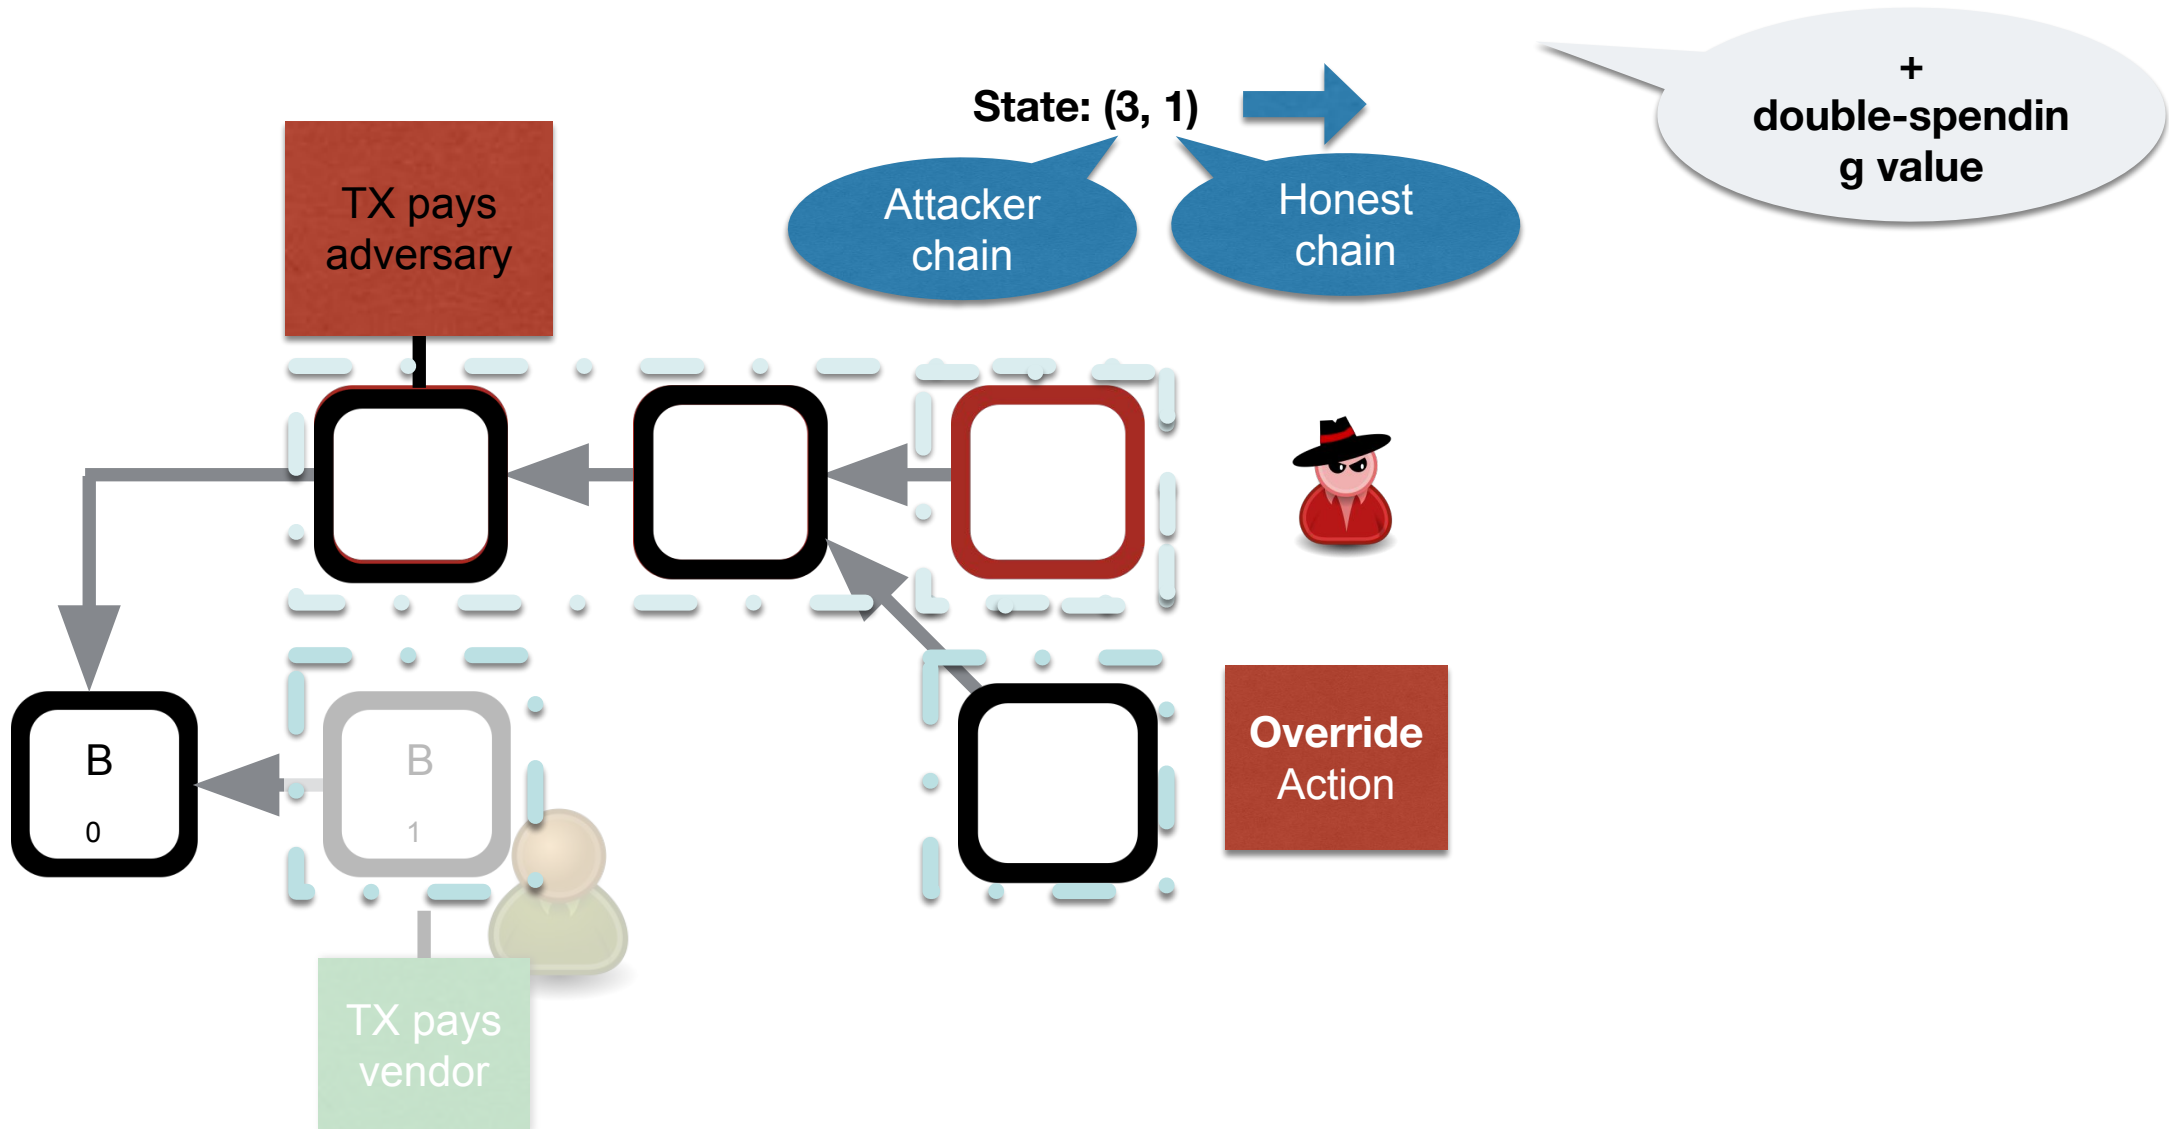 +
double-spendin
g value
State: (3, 1)
Attacker
chain
Honest
chain
TX pays
adversary
B
0
B
1
Override
Action
TX pays
vendor